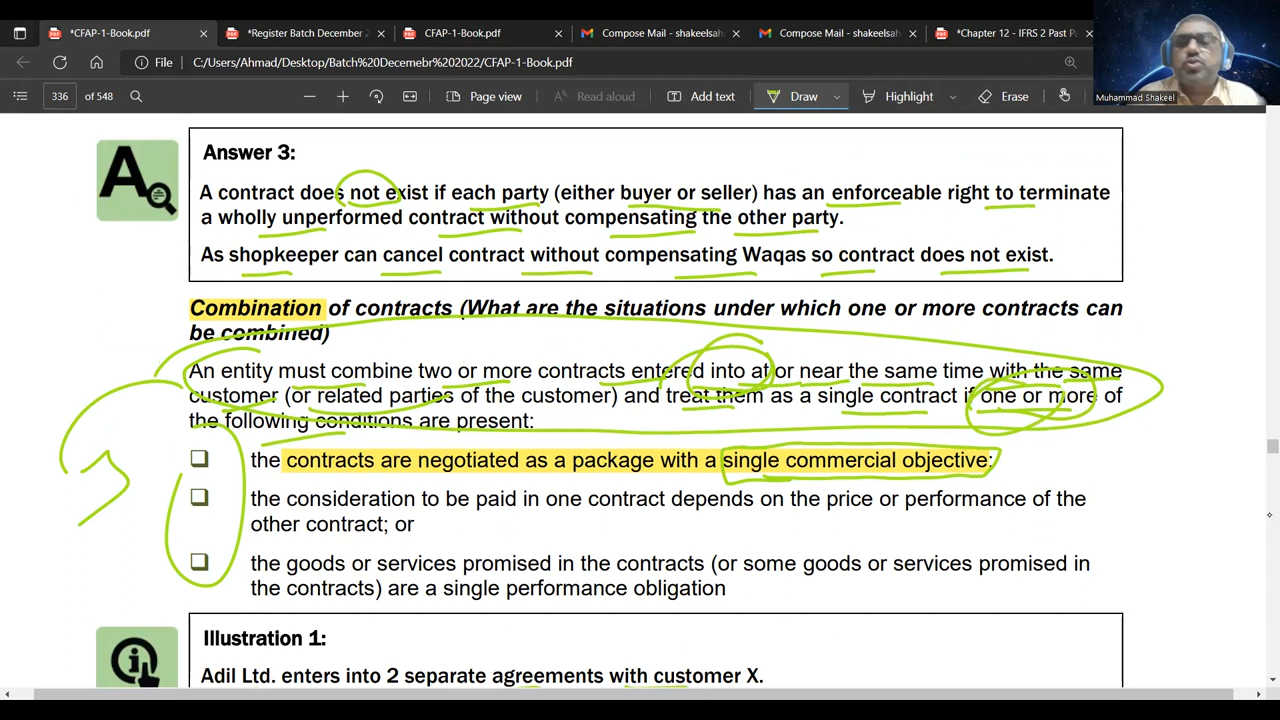 *CFAP-1-Book.pdf
*Register Batch December 2
CFAP-1-Book.pdf
Compose Mail - shakeelsah
Compose Mail - shakeelsah
*Chapter 12 - IFRS 2 Past Pa
File
C:/Users/Ahmad/Desktop/Batch%20Decemebr%202022/CFAP-1-Book.pdf
336 of 548
Page view
Read aloud
Add text
Draw
Highlight
Erase
Muhammad Shakeel
A
Answer 3:
A contract does not exist if each party (either buyer or seller) has an enforceable right to terminate
a wholly unperformed contract without compensating the other party.
As shopkeeper can cancel contract without compensating Waqas so contract does not exist.
Combination of contracts (What are the situations under which one or more contracts can
be combined)
An entity must combine two or more contracts entered into at or near the same time with the same
customer (or related parties of the customer) and treat them as a single contract if one or more of
the following conditions are present:
the contracts are negotiated as a package with a single commercial objective;
the consideration to be paid in one contract depends on the price or performance of the
other contract; or
the goods or services promised in the contracts (or some goods or services promised in
the contracts) are a single performance obligation
Illustration 1:
Adil Ltd. enters into 2 separate agreements with customer X.